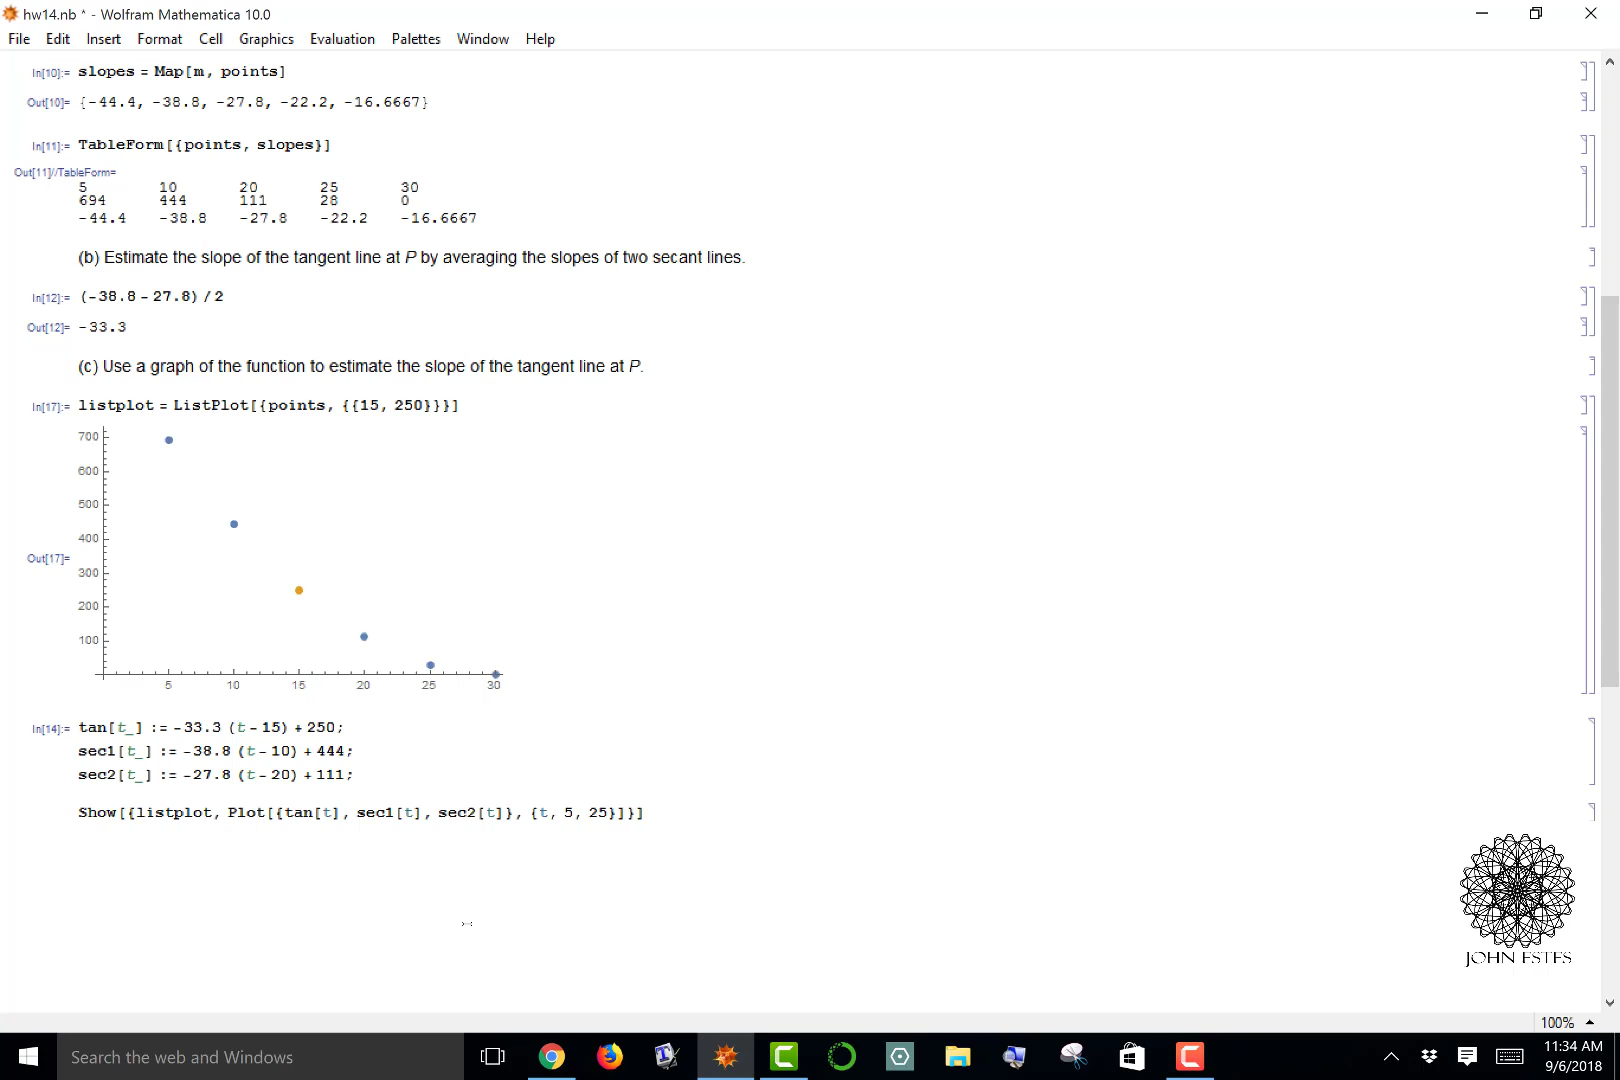 hw14.nb * - Wolfram Mathematica 10.0
File Edit Insert Format Cell Graphics Evaluation Palettes Window Help
In[10]:= slopes = Map[m, points]
Out[10]= {-44.4, -38.8, -27.8, -22.2, -16.6667}
In[11]:= TableForm[{points, slopes}]
Out[11]//TableForm=
5 10 20 25 30
694 444 111 28 0
-44.4 -38.8 -27.8 -22.2 -16.6667
(b) Estimate the slope of the tangent line at P by averaging the slopes of two secant lines.
In[12]:= (-38.8 - 27.8) / 2
Out[12]= -33.3
(c) Use a graph of the function to estimate the slope of the tangent line at P.
In[17]:= listplot = ListPlot[{points, {{15, 250}}}]
700
600
500
400
Out[17]=
300
200
100
5 10 15 20 25 30
In[14]:= tan[t_] := -33.3 (t - 15) + 250;
sec1[t_] := -38.8 (t - 10) + 444;
sec2[t_] := -27.8 (t - 20) + 111;
Show[{listplot, Plot[{tan[t], sec1[t], sec2[t]}, {t, 5, 25}]}]
JOHN ESTES
100%
Search the web and Windows
11:34 AM
9/6/2018